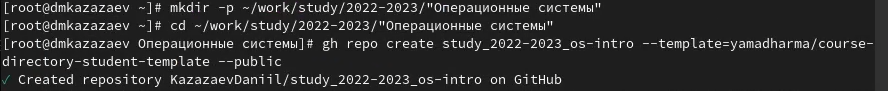 [root@dmkazazaev ~]# mkdir -p ~/work/study/2022-2023/"Операционные системы"
[root@dmkazazaev ~]# cd ~/work/study/2022-2023/"Операционные системы"
[root@dmkazazaev Операционные системы]# gh repo create study_2022-2023_os-intro --template=yamadharma/course-
directory-student-template --public
✓ Created repository KazazaevDaniil/study_2022-2023_os-intro on GitHub